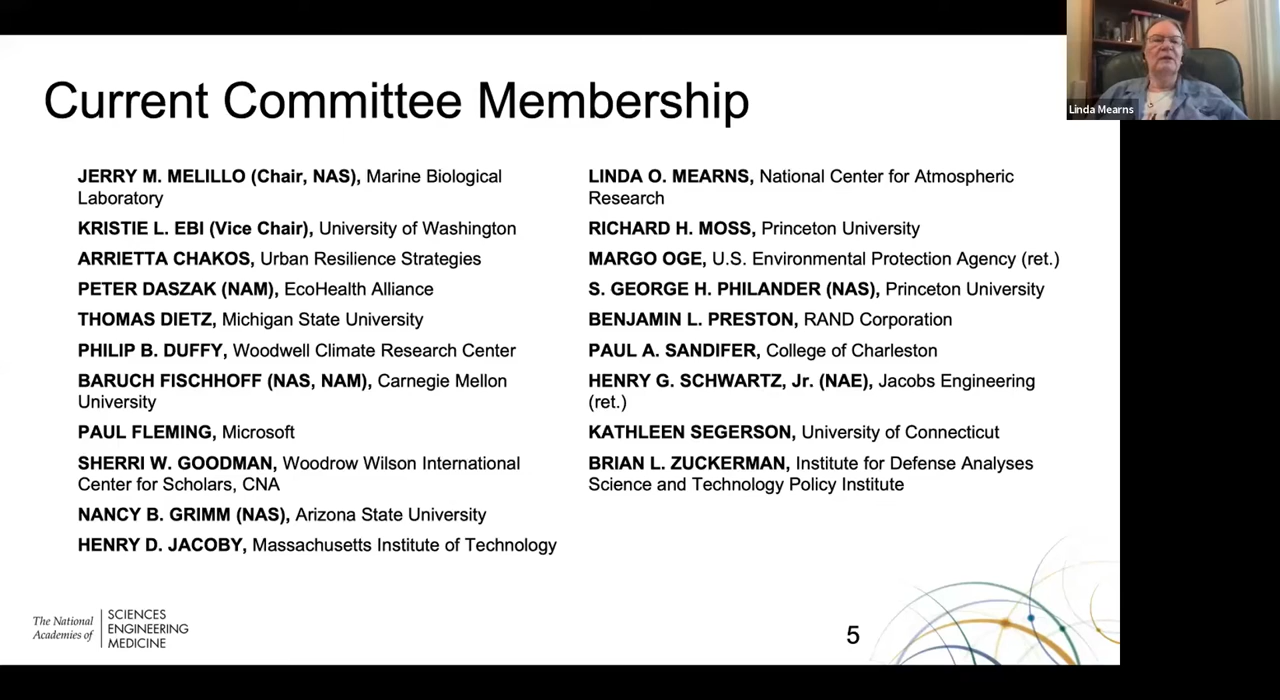 Current Committee Membership
JERRY M. MELILLO (Chair, NAS), Marine Biological
Laboratory
KRISTIE L. EBI (Vice Chair), University of Washington
ARRIETTA CHAKOS, Urban Resilience Strategies
PETER DASZAK (NAM), EcoHealth Alliance
THOMAS DIETZ, Michigan State University
PHILIP B. DUFFY, Woodwell Climate Research Center
BARUCH FISCHHOFF (NAS, NAM), Carnegie Mellon
University
PAUL FLEMING, Microsoft
SHERRI W. GOODMAN, Woodrow Wilson International
Center for Scholars, CNA
NANCY B. GRIMM (NAS), Arizona State University
HENRY D. JACOBY, Massachusetts Institute of Technology
LINDA O. MEARNS, National Center for Atmospheric
Research
RICHARD H. MOSS, Princeton University
MARGO OGE, U.S. Environmental Protection Agency (ret.)
S. GEORGE H. PHILANDER (NAS), Princeton University
BENJAMIN L. PRESTON, RAND Corporation
PAUL A. SANDIFER, College of Charleston
HENRY G. SCHWARTZ, Jr. (NAE), Jacobs Engineering
(ret.)
KATHLEEN SEGERSON, University of Connecticut
BRIAN L. ZUCKERMAN, Institute for Defense Analyses
Science and Technology Policy Institute
The National
Academies of
SCIENCES
ENGINEERING
MEDICINE
5
Linda Mearns